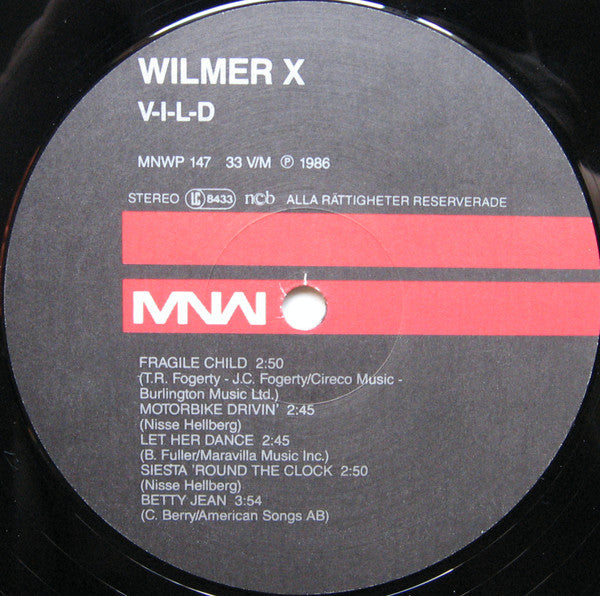 WILMER X
V-I-L-D
MNWP 147 33 V/M Ⓟ 1986
STEREO LC 8433 ncb ALLA RÄTTIGHETER RESERVERADE
MNW
FRAGILE CHILD 2:50
(T.R. Fogerty - J.C. Fogerty/Cireco Music -
Burlington Music Ltd.)
MOTORBIKE DRIVIN' 2:45
(Nisse Hellberg)
LET HER DANCE 2:45
(B. Fuller/Maravilla Music Inc.)
SIESTA 'ROUND THE CLOCK 2:50
(Nisse Hellberg)
BETTY JEAN 3:54
(C. Berry/American Songs AB)